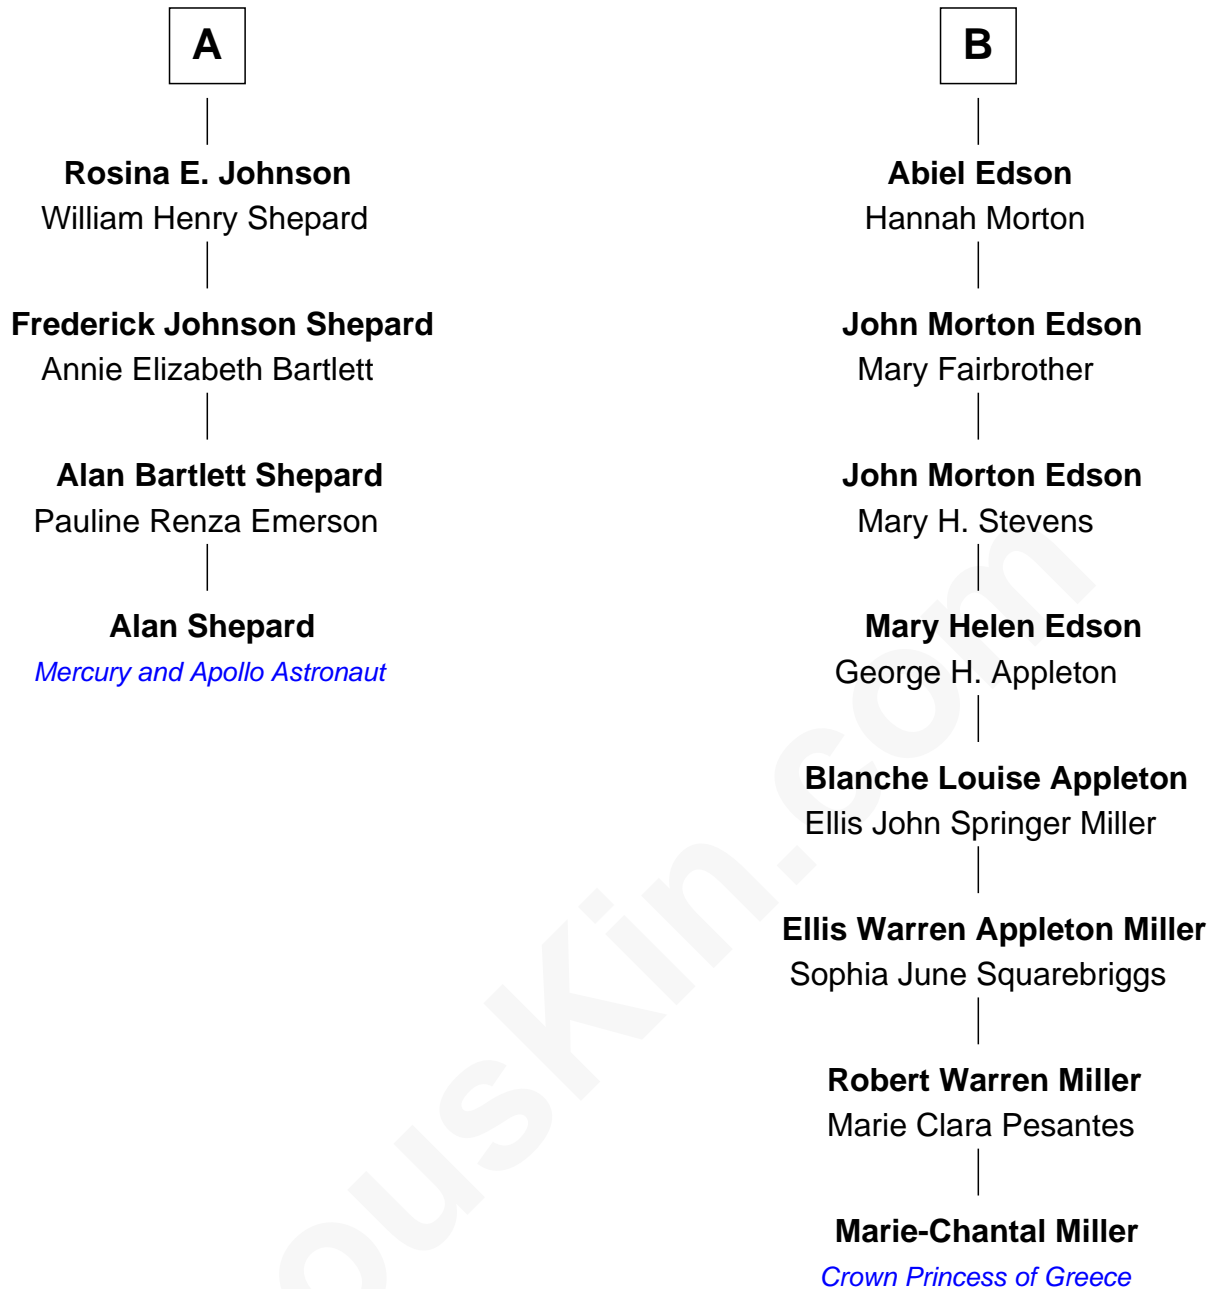 A
Rosina E. Johnson
William Henry Shepard
Frederick Johnson Shepard
Annie Elizabeth Bartlett
Alan Bartlett Shepard
Pauline Renza Emerson
Alan Shepard
Mercury and Apollo Astronaut
B
Abiel Edson
Hannah Morton
John Morton Edson
Mary Fairbrother
John Morton Edson
Mary H. Stevens
Mary Helen Edson
George H. Appleton
Blanche Louise Appleton
Ellis John Springer Miller
Ellis Warren Appleton Miller
Sophia June Squarebriggs
Robert Warren Miller
Marie Clara Pesantes
Marie-Chantal Miller
Crown Princess of Greece
ousKin.com